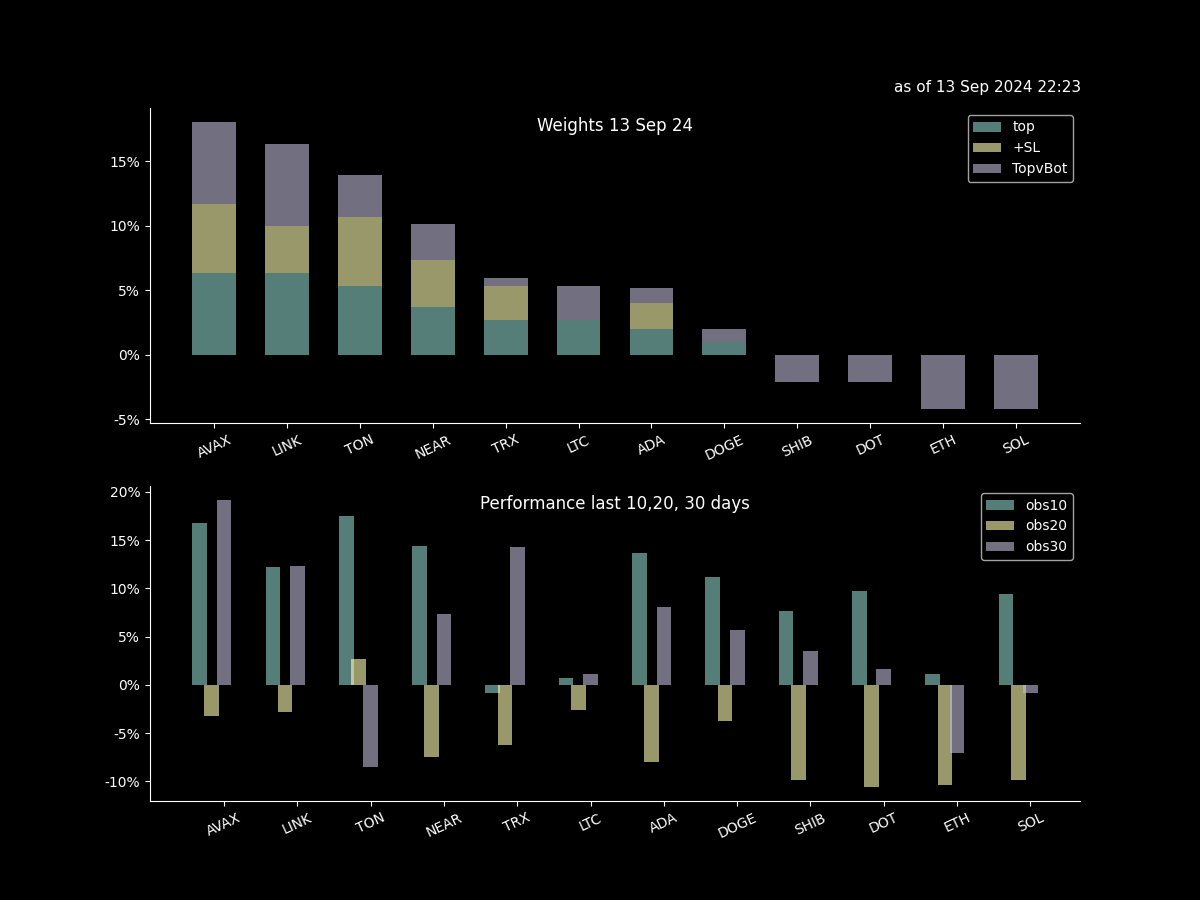 as of 13 Sep 2024 22:23
Weights 13 Sep 24
top
+SL
TopvBot
15%
10%
5%
0%
-5%
AVAX LINK TON NEAR TRX LTC ADA DOGE SHIB DOT ETH SOL
Performance last 10,20, 30 days
obs10
obs20
obs30
20%
15%
10%
5%
0%
-5%
-10%
AVAX LINK TON NEAR TRX LTC ADA DOGE SHIB DOT ETH SOL